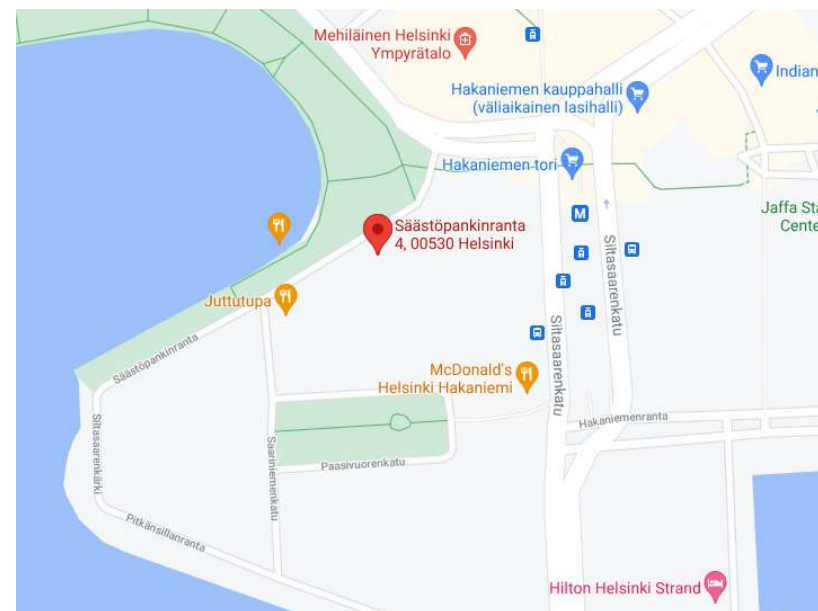 Mehiläinen Helsinki
Ympyrätalo
Hakaniemen kauppahalli
(väliaikainen lasihalli)
Indian
Hakaniemen tori
M
Jaffa Sta
Cente
Säästöpankinranta
4, 00530 Helsinki
Siltasaarenkatu
Juttutupa
Siltasaarenkatu
Säästöpankinranta
McDonald's
Helsinki Hakaniemi
Siltasaarenkärki
Saariniemenkatu
Hakaniemenranta
Paasivuorenkatu
Pitkänsillanranta
Hilton Helsinki Strand